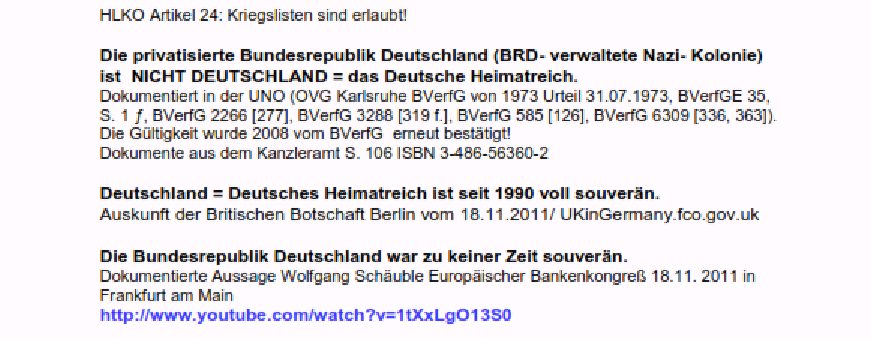 HLKO Artikel 24: Kriegslisten sind erlaubt!
Die privatisierte Bundesrepublik Deutschland (BRD- verwaltete Nazi- Kolonie)
ist NICHT DEUTSCHLAND = das Deutsche Heimatreich.
Dokumentiert in der UNO (OVG Karlsruhe BVerfG von 1973 Urteil 31.07.1973, BVerfGE 35,
S. 1 ƒ, BVerfG 2266 [277], BVerfG 3288 [319 f.], BVerfG 585 [126], BVerfG 6309 [336, 363]).
Die Gültigkeit wurde 2008 vom BVerfG erneut bestätigt!
Dokumente aus dem Kanzleramt S. 106 ISBN 3-486-56360-2
Deutschland = Deutsches Heimatreich ist seit 1990 voll souverän.
Auskunft der Britischen Botschaft Berlin vom 18.11.2011/ UKinGermany.fco.gov.uk
Die Bundesrepublik Deutschland war zu keiner Zeit souverän.
Dokumentierte Aussage Wolfgang Schäuble Europäischer Bankenkongreß 18.11. 2011 in
Frankfurt am Main
http://www.youtube.com/watch?v=1tXxLgO13S0